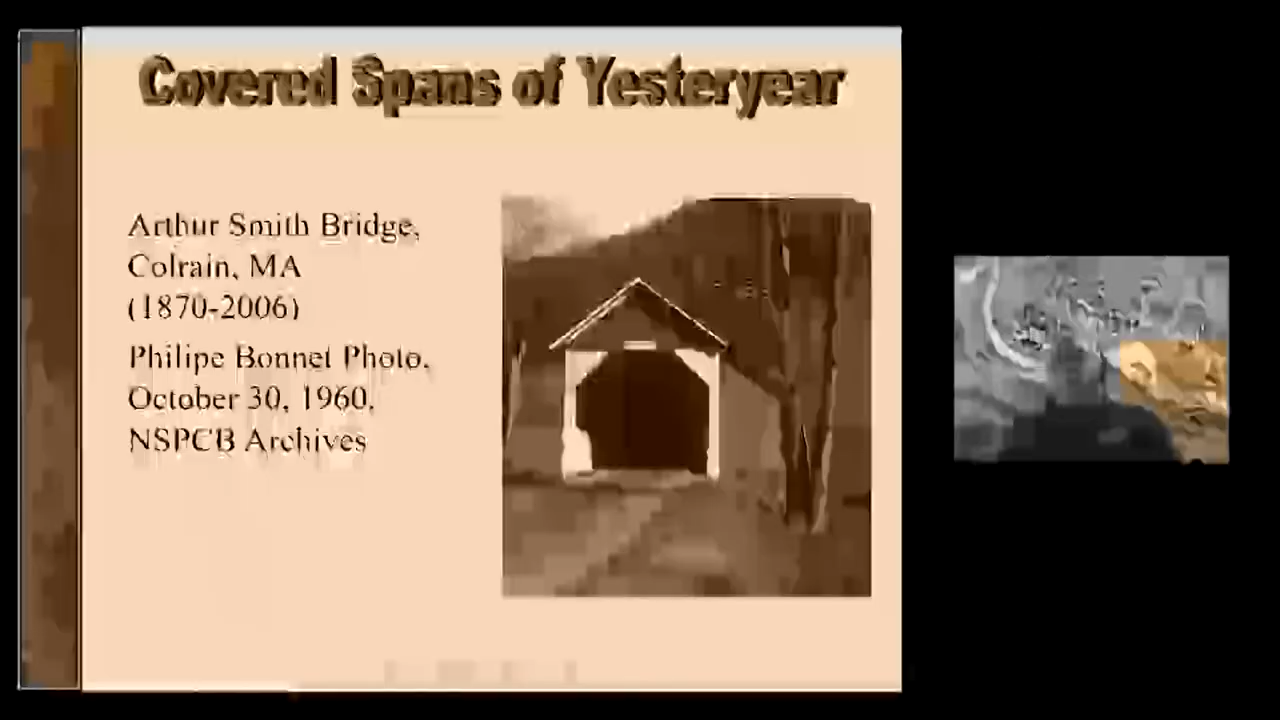 Covered Spans of Yesteryear
Arthur Smith Bridge,
Colrain, MA
(1870-2006)
Philipe Bonnet Photo,
October 30, 1960,
NSPCB Archives